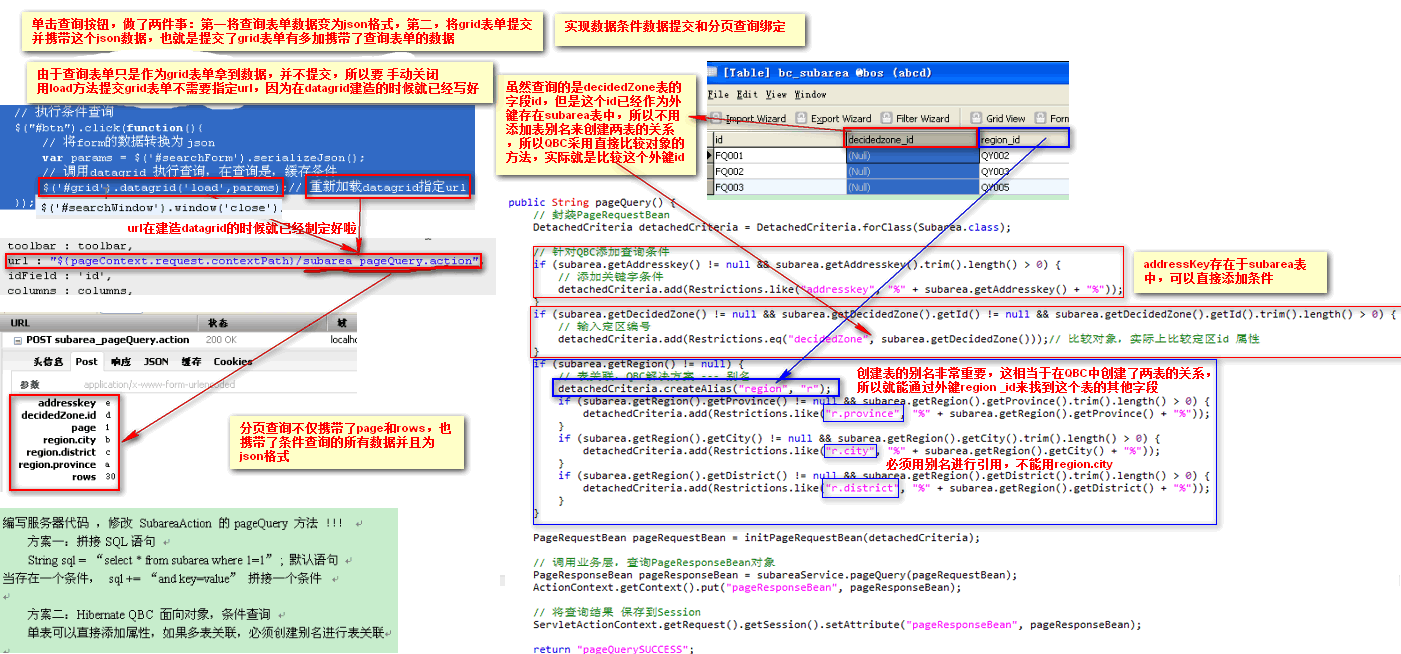 单击查询按钮，做了两件事：第一将查询表单数据变为json格式，第二，将grid表单提交
并携带这个json数据，也就是提交了grid表单有多加携带了查询表单的数据
实现数据条件数据提交和分页查询绑定
由于查询表单只是作为grid表单拿到数据，并不提交，所以要 手动关闭
用load方法提交grid表单不需要指定url，因为在datagrid建造的时候就已经写好
// 执行条件查询
$("#btn").click(function(){
// 将form的数据转换为 json
var params = $('#searchForm').serializeJson();
// 调用datagrid 执行查询，在查询是，缓存条件
$('#grid').datagrid('load',params);// 重新加载datagrid指定url
$('#searchWindow').window('close').
});
url在建造datagrid的时候就已经制定好啦
toolbar : toolbar,
url : "${pageContext.request.contextPath}/subarea_pageQuery.action"
idField : 'id',
columns : columns,
URL 状态 域
POST subarea_pageQuery.action 200 OK localho
头信息 Post 响应 JSON 缓存 Cookies
参数 application/x-www-form-urlencoded
addresskey e
decidedZone.id d
page 1
region.city b
region.district c
region.province a
rows 30
分页查询不仅携带了page和rows，也
携带了条件查询的所有数据并且为
json格式
编写服务器代码 ，修改 SubareaAction 的 pageQuery 方法 !!!
方案一：拼接 SQL 语句
String sql = “select * from subarea where 1=1” ; 默认语句
当存在一个条件， sql += “and key=value” 拼接一个条件
方案二：Hibernate QBC 面向对象，条件查询
单表可以直接添加属性，如果多表关联，必须创建别名进行表关联
虽然查询的是decidedZone表的
字段id，但是这个id已经作为外
键存在subarea表中，所以不用
添加表别名来创建两表的关系
，所以QBC采用直接比较对象的
方法，实际就是比较这个外键id
[Table] bc_subarea @bos (abcd)
File Edit View Window
Import Wizard Export Wizard Filter Wizard Grid View Form
id decidedzone_id region_id
FQ001 (Null) QY002
FQ002 (Null) QY003
FQ003 (Null) QY005
public String pageQuery() {
// 封装PageRequestBean
DetachedCriteria detachedCriteria = DetachedCriteria.forClass(Subarea.class);
// 针对QBC添加查询条件
if (subarea.getAddresskey() != null && subarea.getAddresskey().trim().length() > 0) {
// 添加关键字条件
detachedCriteria.add(Restrictions.like("addresskey", "%" + subarea.getAddresskey() + "%"));
}
addressKey存在于subarea表
中，可以直接添加条件
if (subarea.getDecidedZone() != null && subarea.getDecidedZone().getId() != null && subarea.getDecidedZone().getId().trim().length() > 0) {
// 输入定区编号
detachedCriteria.add(Restrictions.eq("decidedZone", subarea.getDecidedZone()));// 比较对象，实际上比较定区id 属性
}
if (subarea.getRegion() != null) {
// 表关联，QBC解决方案 --- 别名
detachedCriteria.createAlias("region", "r");
创建表的别名非常重要，这相当于在QBC中创建了两表的关系，
所以就能通过外键region _id来找到这个表的其他字段
if (subarea.getRegion().getProvince() != null && subarea.getRegion().getProvince().trim().length() > 0) {
detachedCriteria.add(Restrictions.like("r.province", "%" + subarea.getRegion().getProvince() + "%"));
}
if (subarea.getRegion().getCity() != null && subarea.getRegion().getCity().trim().length() > 0) {
detachedCriteria.add(Restrictions.like("r.city", "%" + subarea.getRegion().getCity() + "%"));
}
必须用别名进行引用，不能用region.city
if (subarea.getRegion().getDistrict() != null && subarea.getRegion().getDistrict().trim().length() > 0) {
detachedCriteria.add(Restrictions.like("r.district", "%" + subarea.getRegion().getDistrict() + "%"));
}
}
PageRequestBean pageRequestBean = initPageRequestBean(detachedCriteria);
// 调用业务层，查询PageResponseBean对象
PageResponseBean pageResponseBean = subareaService.pageQuery(pageRequestBean);
ActionContext.getContext().put("pageResponseBean", pageResponseBean);
// 将查询结果 保存到Session
ServletActionContext.getRequest().getSession().setAttribute("pageResponseBean", pageResponseBean);
return "pageQuerySUCCESS";